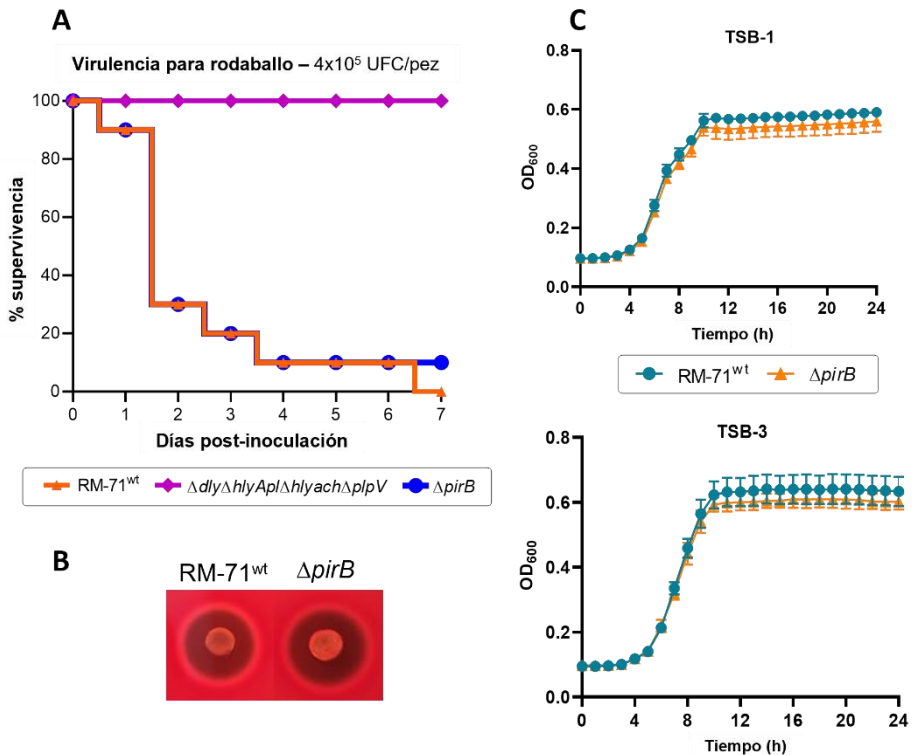 A
Virulencia para rodaballo – 4x10⁵ UFC/pez
100
80
60
40
20
0
% supervivencia
0 1 2 3 4 5 6 7
Días post-inoculación
RM-71ʷᵗ ΔdlyΔhlyAplΔhlyachΔplpV ΔpirB
B
RM-71ʷᵗ ΔpirB
C
TSB-1
0.8
0.6
0.4
0.2
0.0
OD₆₀₀
0 4 8 12 16 20 24
Tiempo (h)
RM-71ʷᵗ ΔpirB
TSB-3
0.8
0.6
0.4
0.2
0.0
OD₆₀₀
0 4 8 12 16 20 24
Tiempo (h)